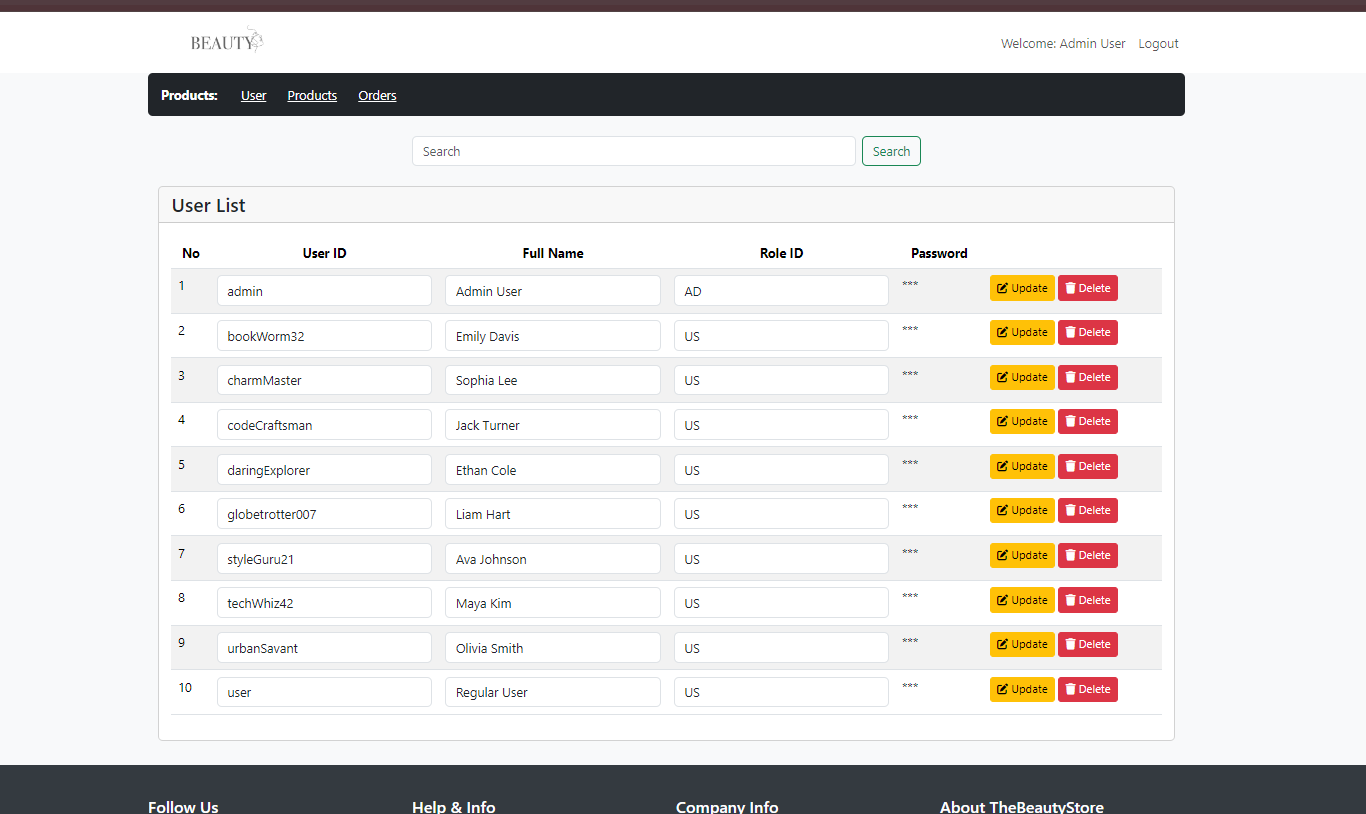 BEAUTY
Welcome: Admin User Logout
Products: User Products Orders
Search Search
User List
No User ID Full Name Role ID Password
1 admin Admin User AD *** Update Delete
2 bookWorm32 Emily Davis US *** Update Delete
3 charmMaster Sophia Lee US *** Update Delete
4 codeCraftsman Jack Turner US *** Update Delete
5 daringExplorer Ethan Cole US *** Update Delete
6 globetrotter007 Liam Hart US *** Update Delete
7 styleGuru21 Ava Johnson US *** Update Delete
8 techWhiz42 Maya Kim US *** Update Delete
9 urbanSavant Olivia Smith US *** Update Delete
10 user Regular User US *** Update Delete
Follow Us Help & Info Company Info About TheBeautyStore